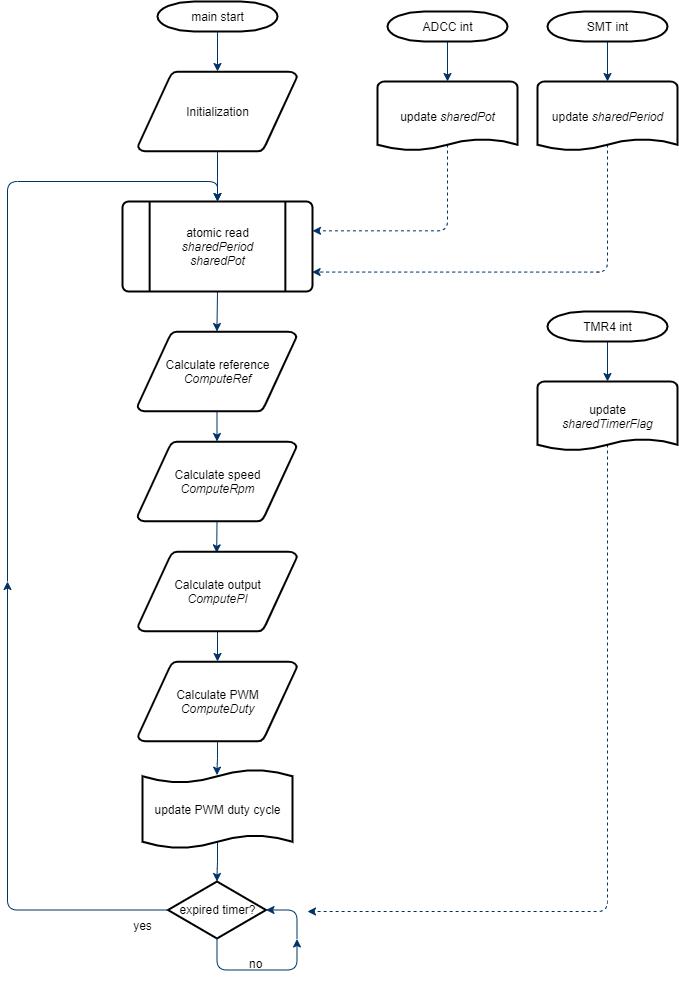 main start
ADCC int
SMT int
Initialization
update sharedPot
update sharedPeriod
atomic read
sharedPeriod
sharedPot
TMR4 int
Calculate reference
ComputeRef
update
sharedTimerFlag
Calculate speed
ComputeRpm
Calculate output
ComputePI
Calculate PWM
ComputeDuty
update PWM duty cycle
expired timer?
yes
no